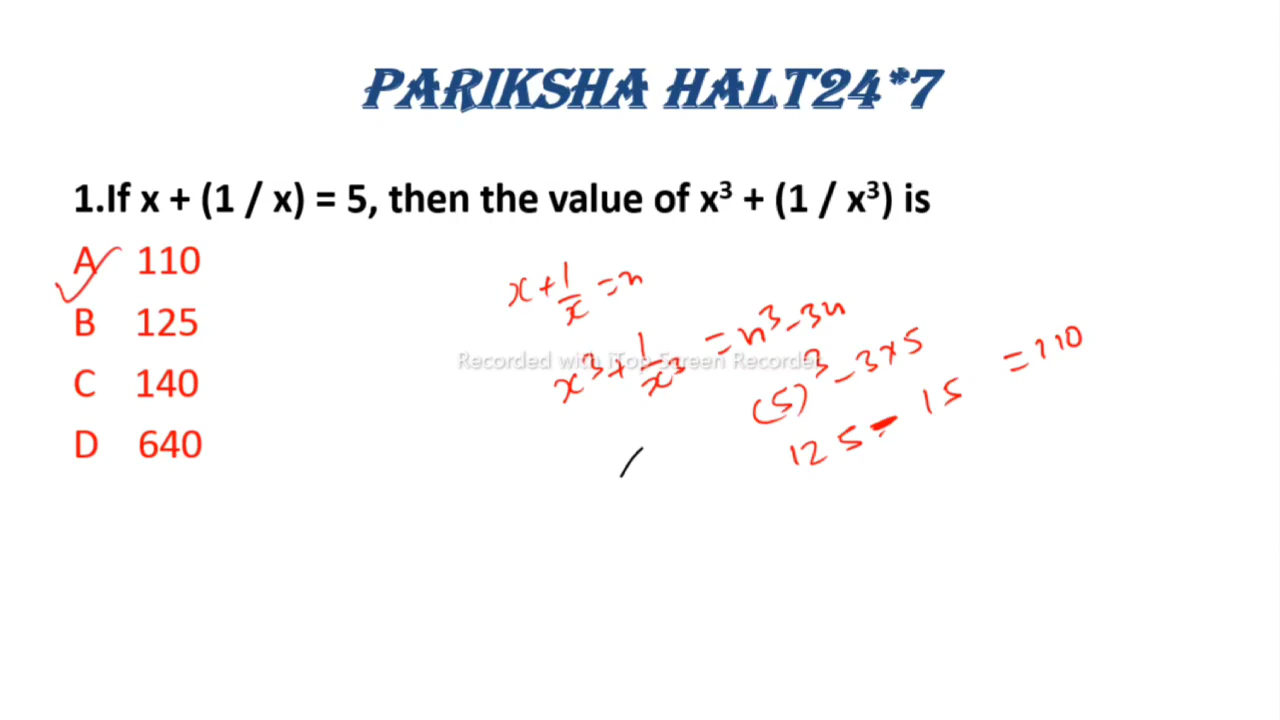 PARIKSHA HALT24*7
1.If x + (1 / x) = 5, then the value of x³ + (1 / x³) is
A 110
B 125
C 140
D 640
x + 1/x = n
x³ + 1/x³ = n³ - 3n
Recorded with iTop Screen Recorder
(5)³ - 3×5
125 - 15 = 110